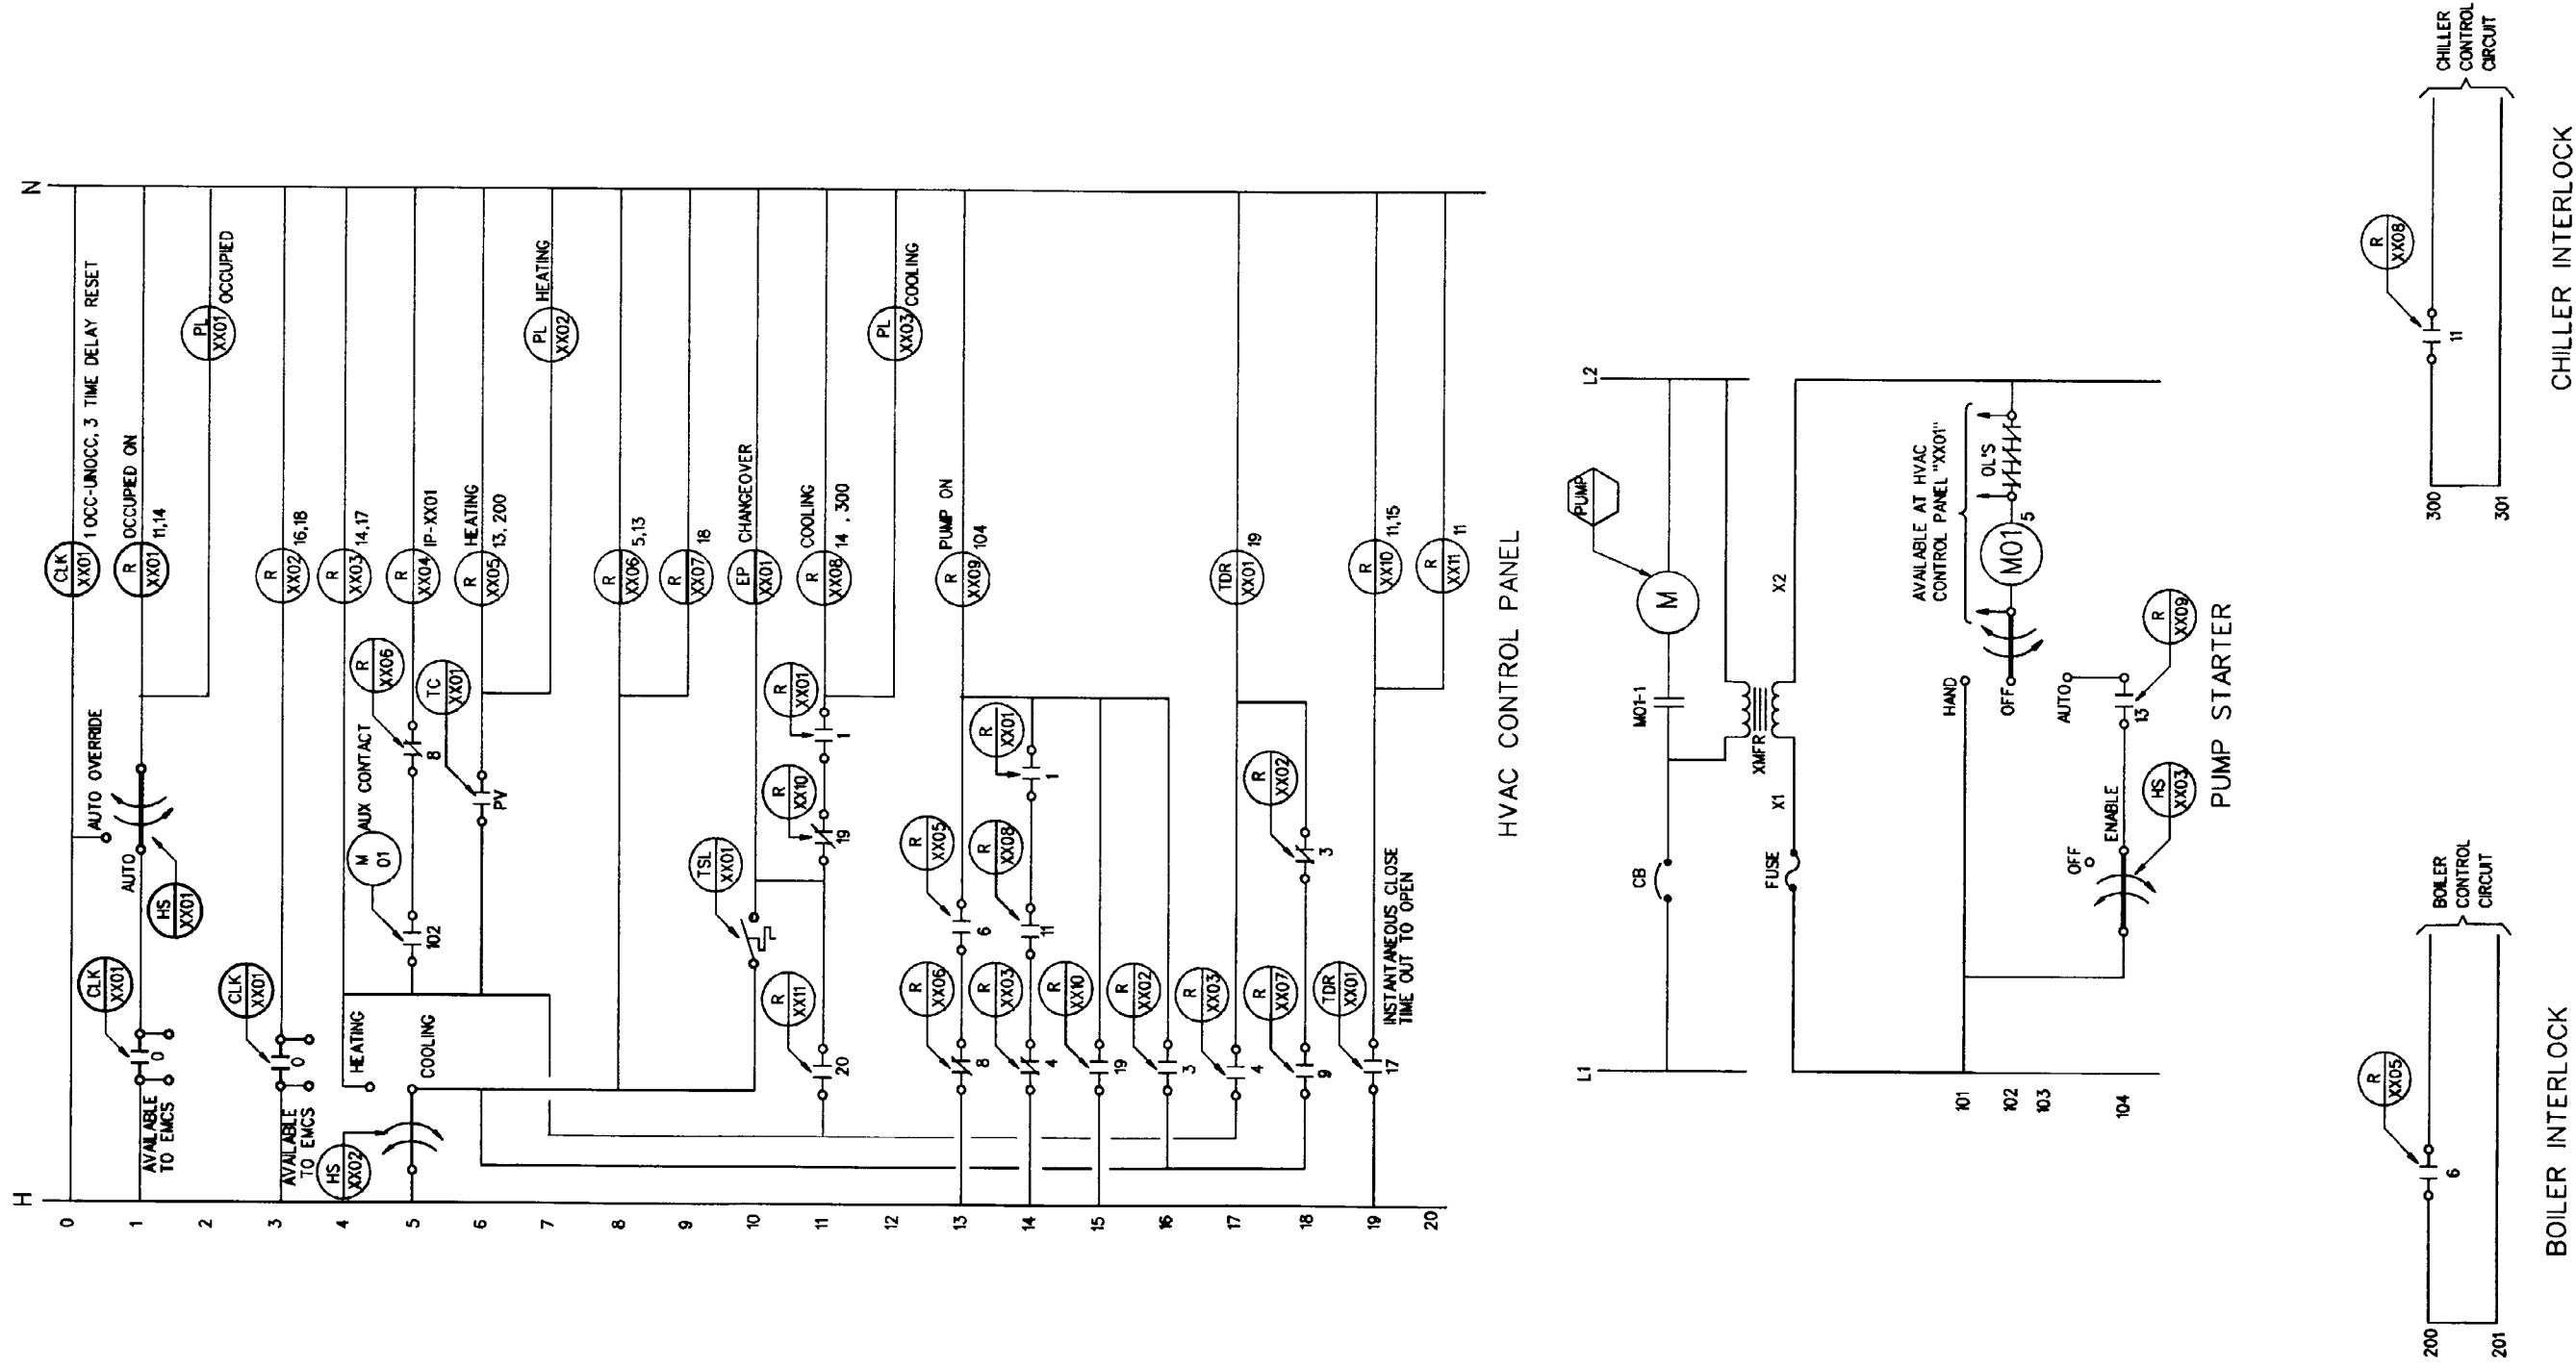 H
N
0
CLK
XX01
1 OCC-UNOCC, 3 TIME DELAY RESET
AUTO OVERRIDE
1
AVAILABLE
TO EMCS
CLK
XX01
0
AUTO
HS
XX01
R
XX01
OCCUPIED ON
11,14
2
PL
XX01
OCCUPIED
3
AVAILABLE
TO EMCS
CLK
XX01
0
R
XX02
16,18
4
HS
XX02
HEATING
R
XX03
14,17
5
COOLING
M
01
AUX CONTACT
102
R
XX06
8
R
XX04
IP-XX01
6
TC
XX01
PV
R
XX05
HEATING
13, 200
7
PL
XX02
HEATING
8
R
XX06
5,13
9
R
XX07
18
10
TSL
XX01
EP
XX01
CHANGEOVER
11
R
XX11
20
R
XX10
19
R
XX01
1
R
XX08
COOLING
14 , 300
12
PL
XX03
COOLING
13
R
XX06
8
R
XX05
6
R
XX09
PUMP ON
104
14
R
XX03
4
R
XX08
11
R
XX01
1
15
R
XX10
19
16
R
XX02
3
17
R
XX03
4
TDR
XX01
19
18
R
XX07
9
R
XX02
3
19
TDR
XX01
17
INSTANTANEOUS CLOSE
TIME OUT TO OPEN
R
XX10
11,15
20
R
XX11
11
HVAC CONTROL PANEL
L1
L2
CB
M01-1
M
PUMP
XMFR
FUSE
X1
X2
101
HAND
102
OFF
M01
5
OL'S
AVAILABLE AT HVAC
CONTROL PANEL "XX01"
103
AUTO
104
OFF
ENABLE
HS
XX03
13
R
XX09
PUMP STARTER
200
R
XX05
6
201
BOILER
CONTROL
CIRCUIT
BOILER INTERLOCK
300
R
XX08
11
301
CHILLER
CONTROL
CIRCUIT
CHILLER INTERLOCK